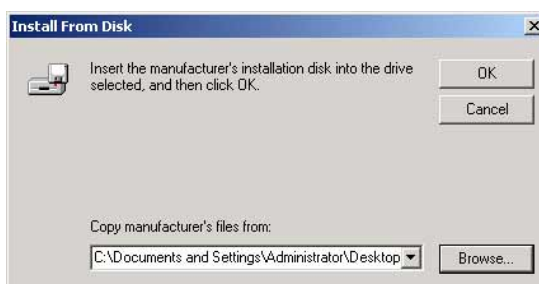 Install From Disk
Insert the manufacturer's installation disk into the drive
selected, and then click OK.
OK
Cancel
Copy manufacturer's files from:
C:\Documents and Settings\Administrator\Desktop
Browse...